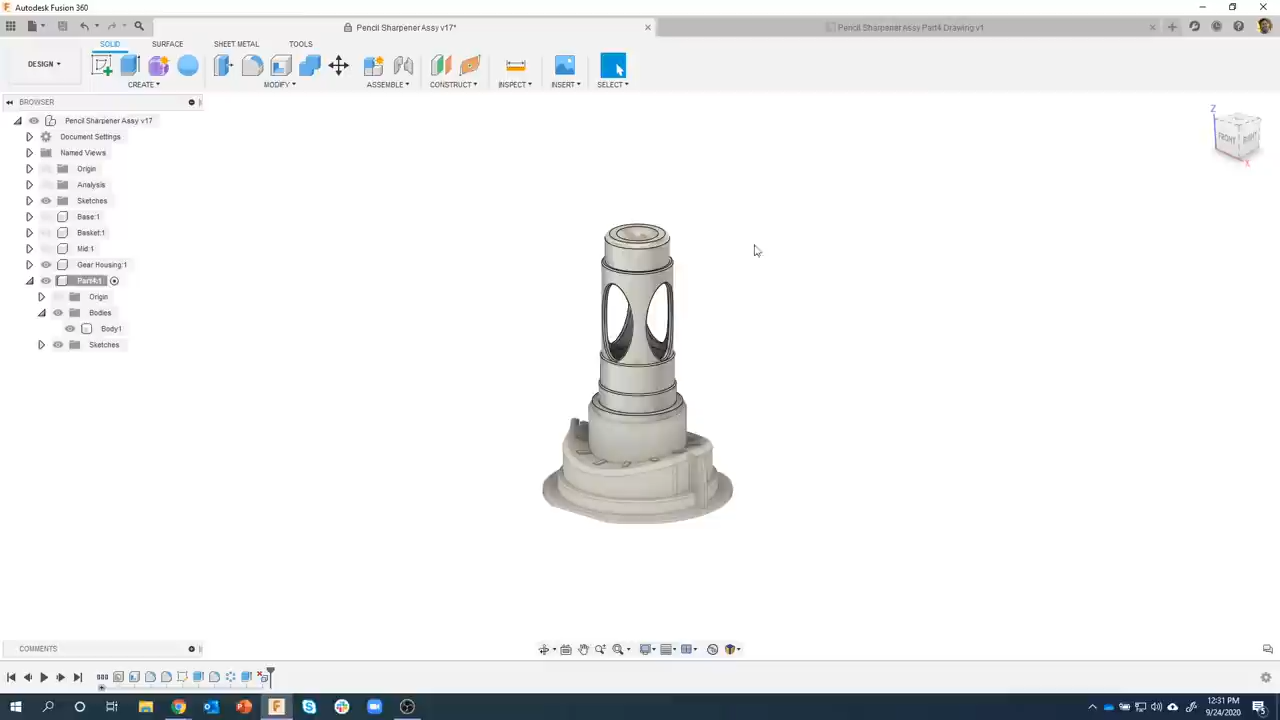 Autodesk Fusion 360
Pencil Sharpener Assy v17*
Pencil Sharpener Assy Part4 Drawing v1
SOLID SURFACE SHEET METAL TOOLS
DESIGN
CREATE MODIFY ASSEMBLE CONSTRUCT INSPECT INSERT SELECT
BROWSER
Pencil Sharpener Assy v17
Document Settings
Named Views
Origin
Analysis
Sketches
Base:1
Basket:1
Mid:1
Gear Housing:1
Part4:1
Origin
Bodies
Body1
Sketches
Z
FRONT RIGHT
X
COMMENTS
12:31 PM
9/24/2020